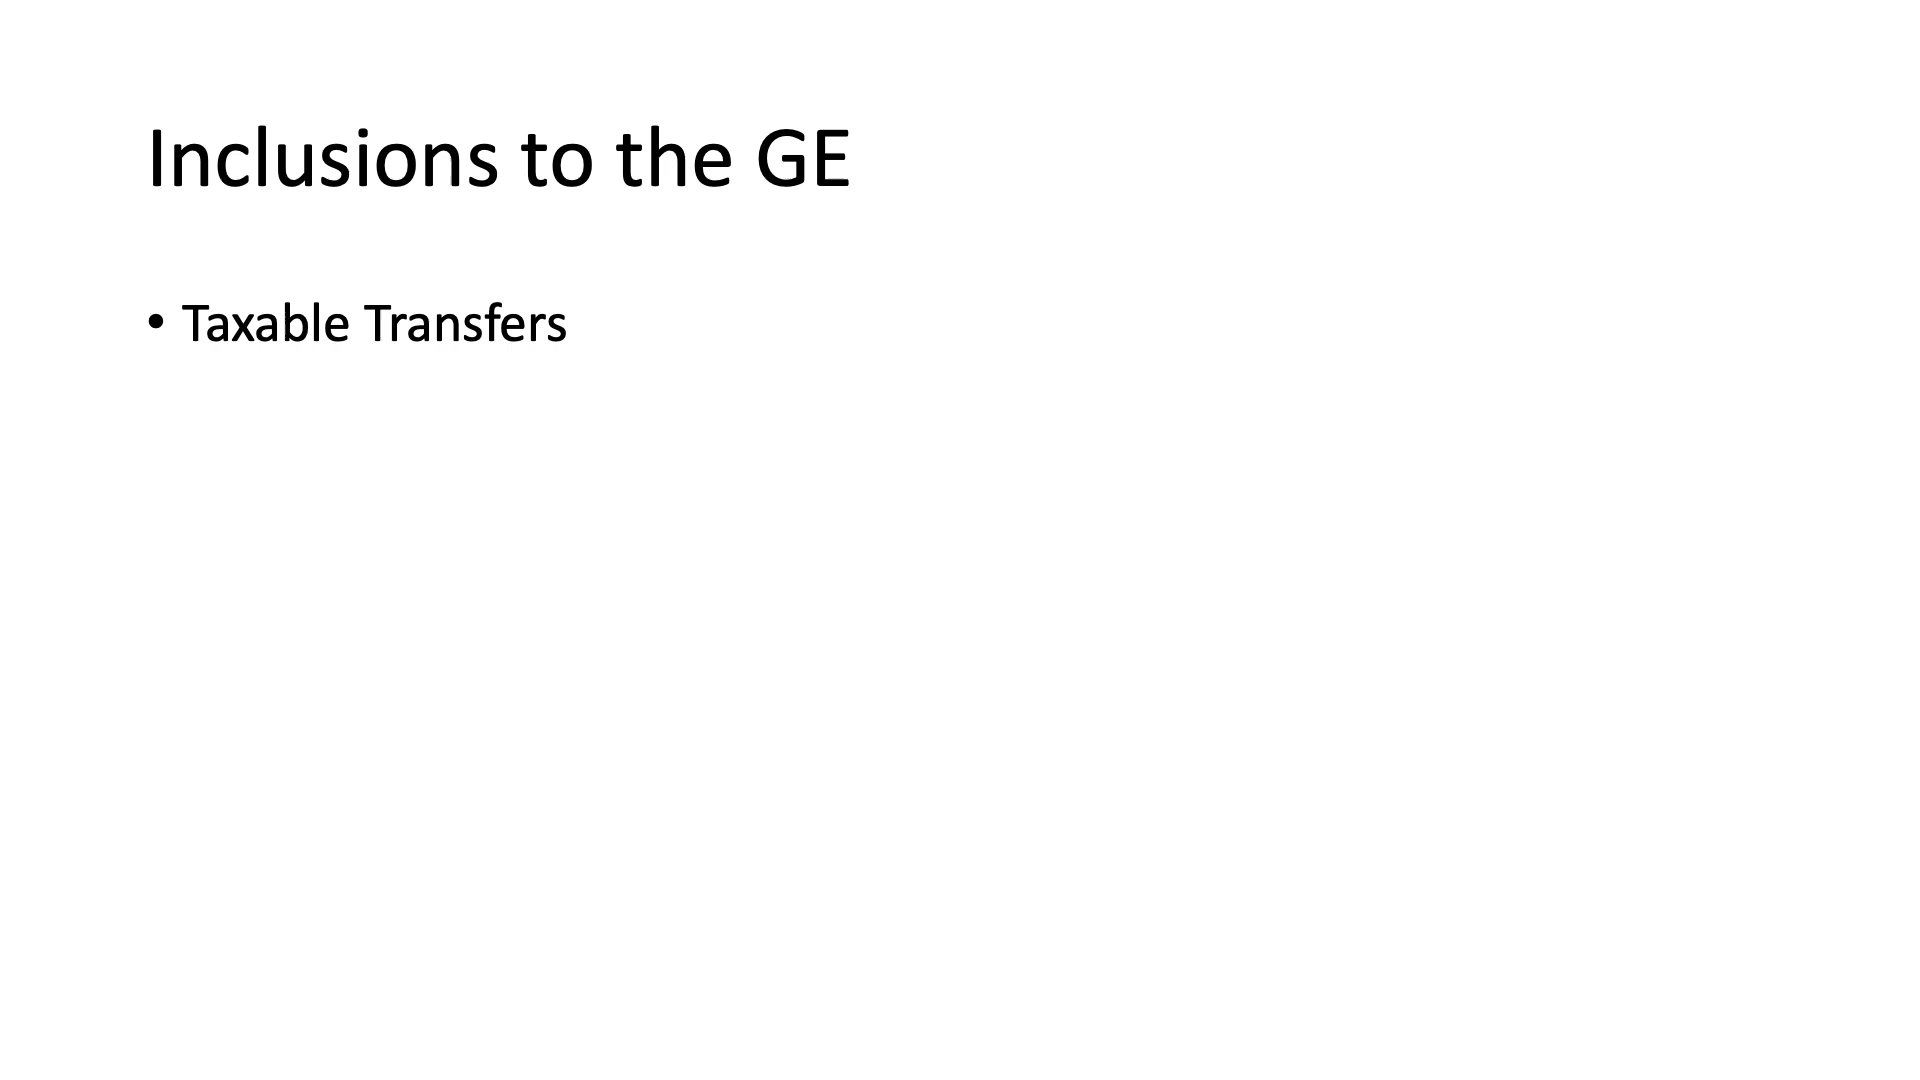 Inclusions to the GE
• Taxable Transfers